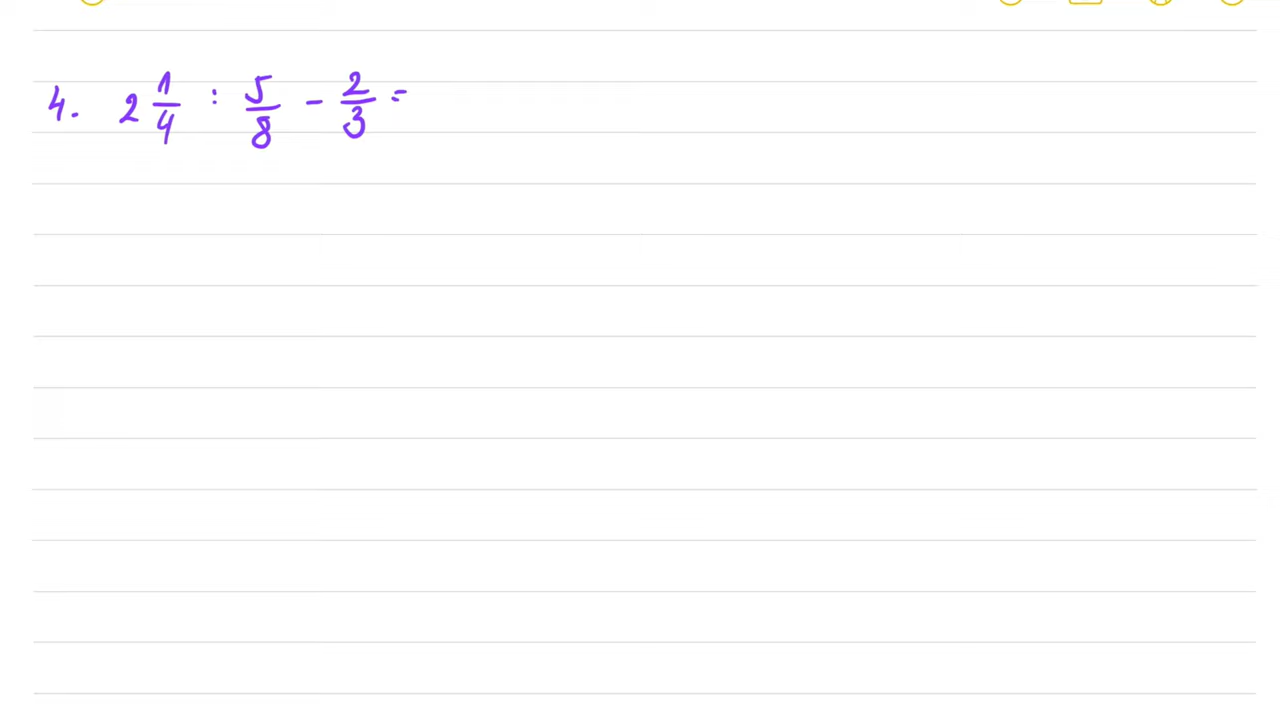 4. 2 1/4 : 5/8 - 2/3 =